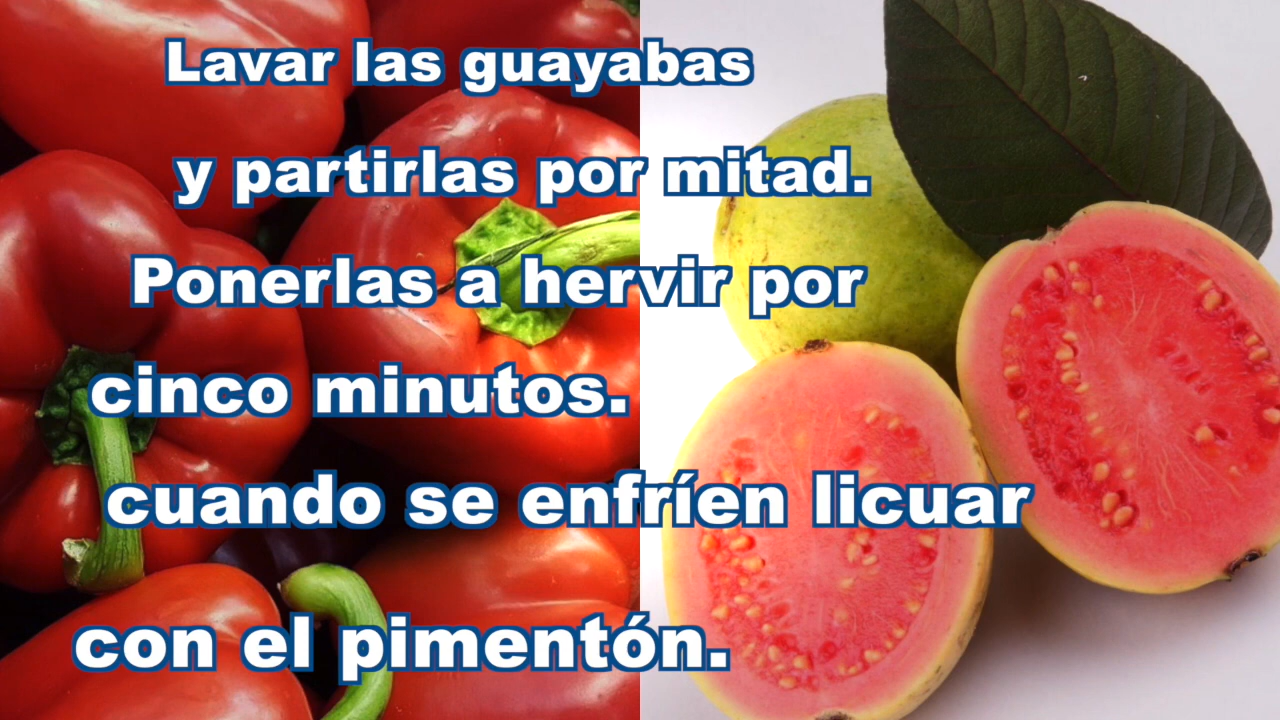 Lavar las guayabas
y partirlas por mitad.
Ponerlas a hervir por
cinco minutos.
cuando se enfríen licuar
con el pimentón.